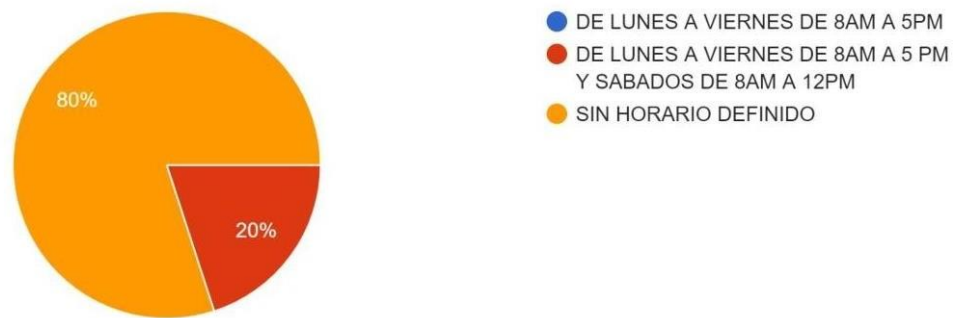 80%
20%
DE LUNES A VIERNES DE 8AM A 5PM
DE LUNES A VIERNES DE 8AM A 5 PM
Y SABADOS DE 8AM A 12PM
SIN HORARIO DEFINIDO